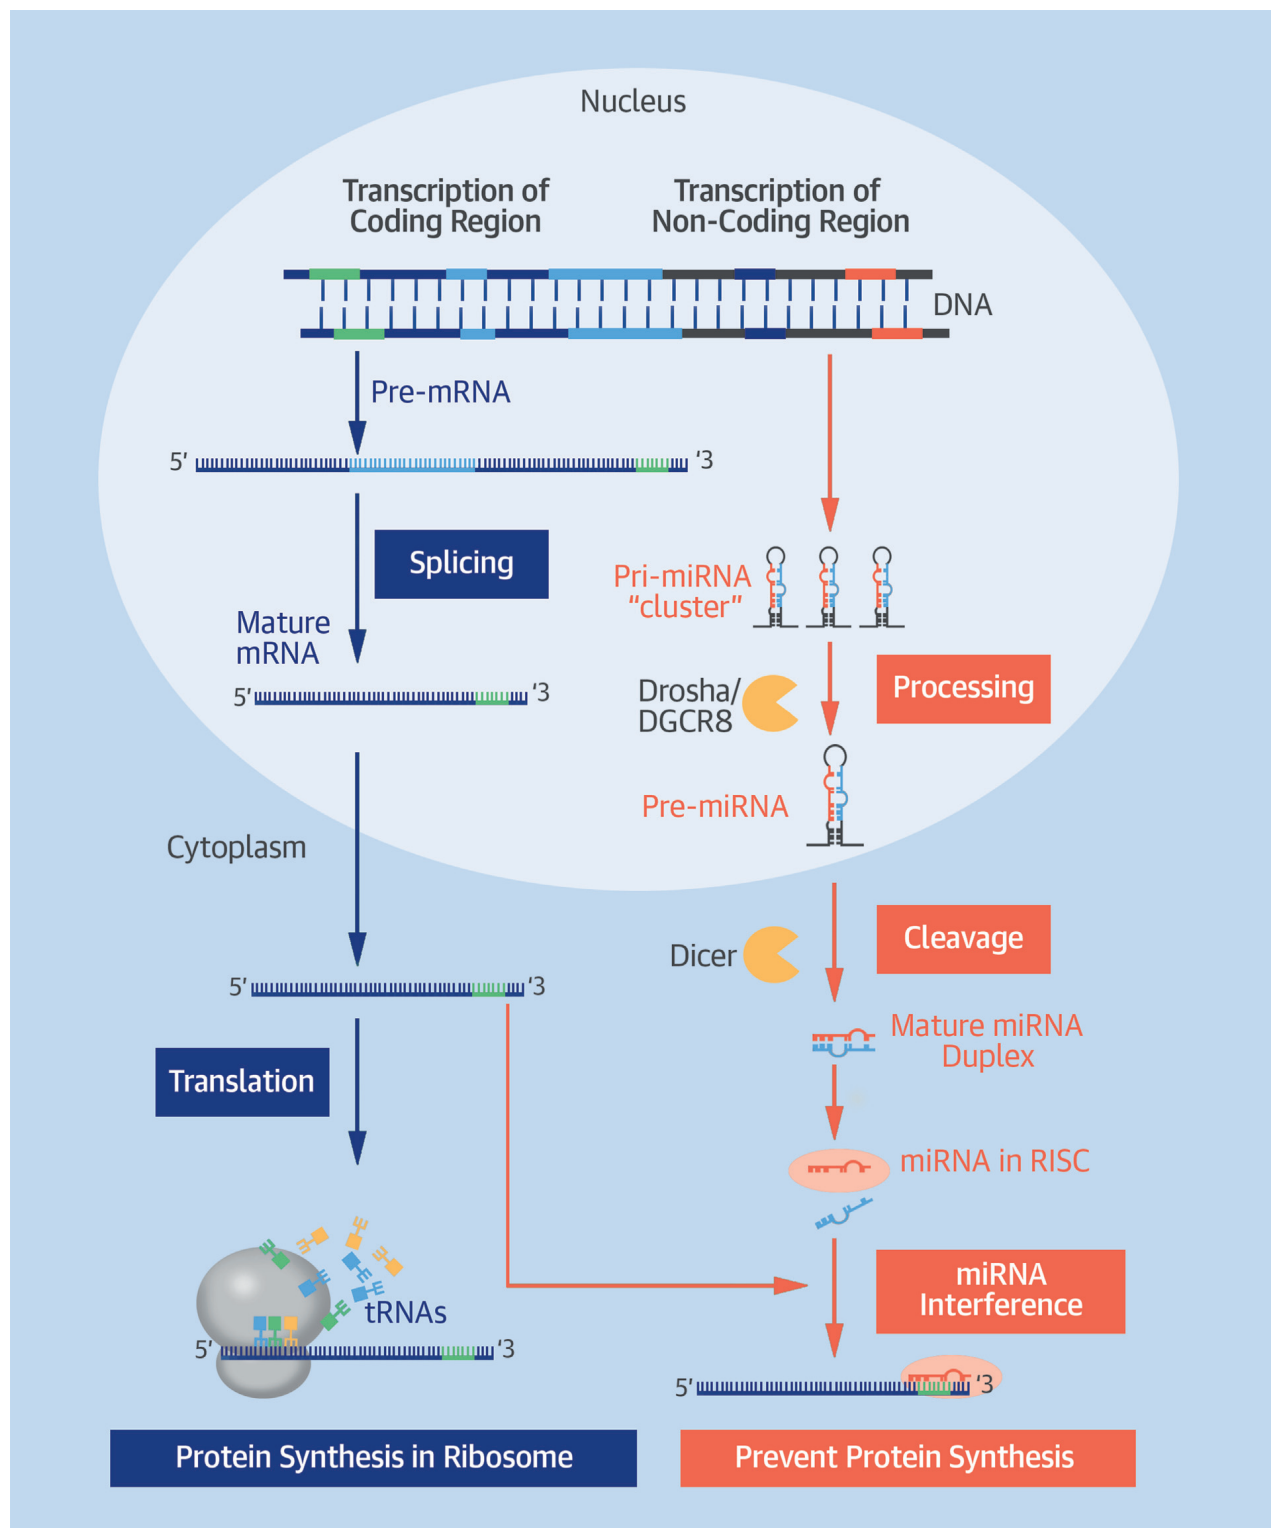 Nucleus
Transcription of
Coding Region
Transcription of
Non-Coding Region
DNA
Pre-mRNA
5′ ‘3
Splicing
Pri-miRNA
“cluster”
Mature
mRNA
5′ ‘3
Processing
Drosha/
DGCR8
Pre-miRNA
Cytoplasm
Cleavage
Dicer
5′ ‘3
Mature miRNA
Duplex
Translation
miRNA in RISC
miRNA
Interference
tRNAs
5′ ‘3
5′ ‘3
Protein Synthesis in Ribosome
Prevent Protein Synthesis